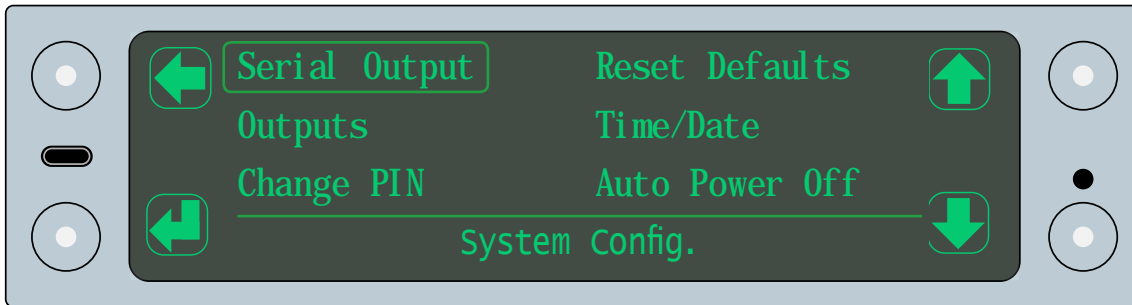 Serial Output Reset Defaults
Outputs Time/Date
Change PIN Auto Power Off
System Config.